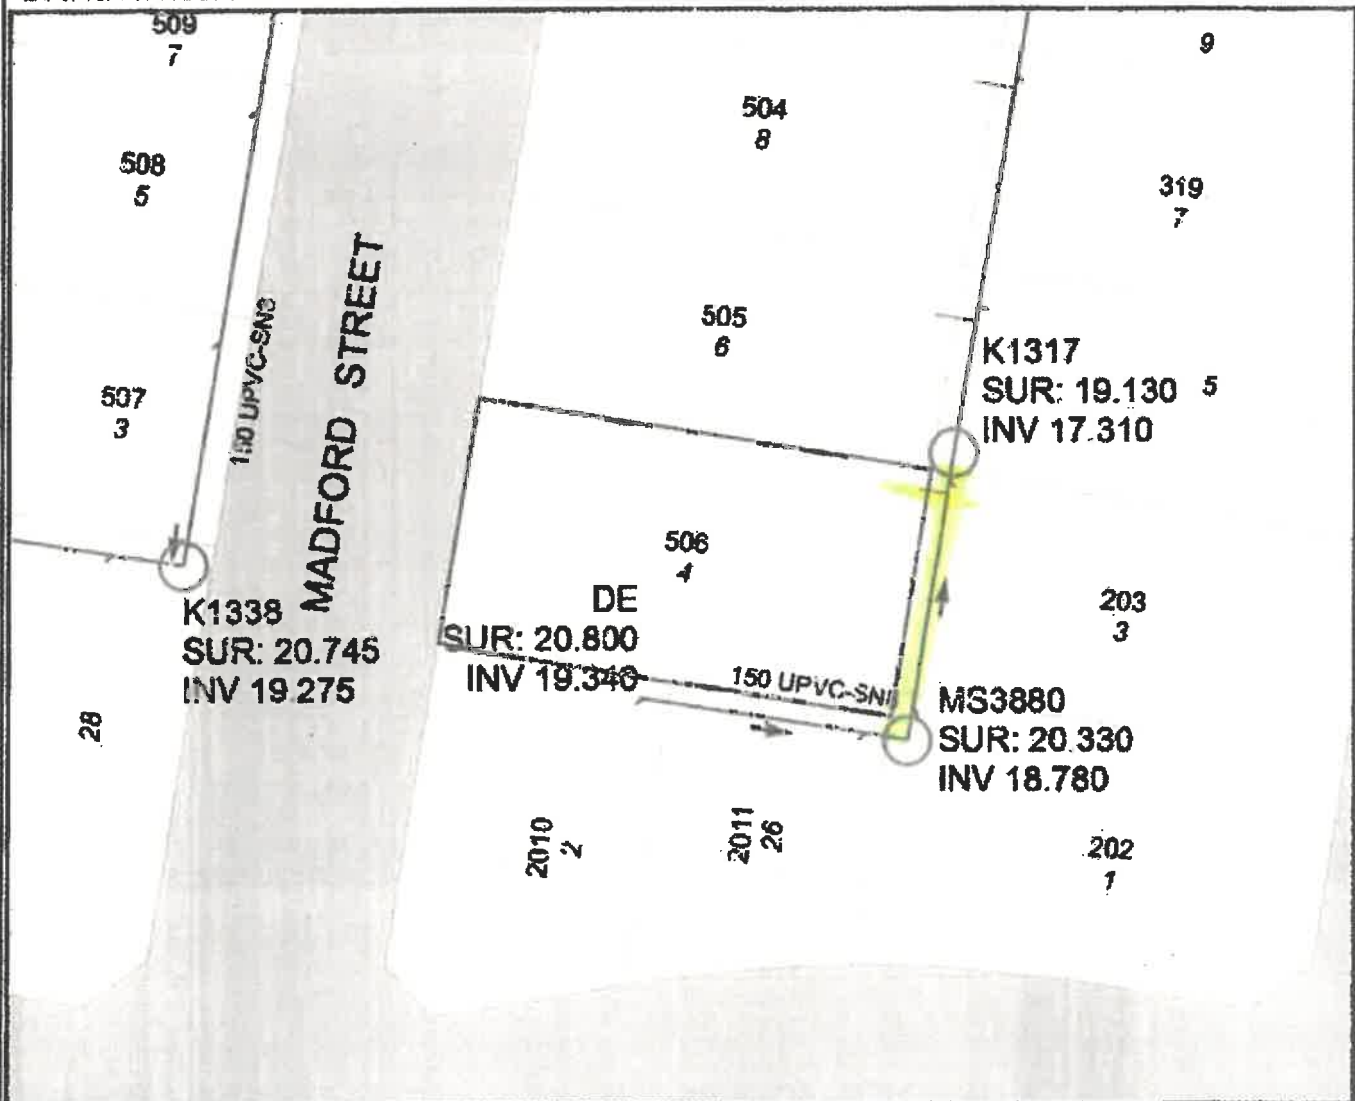 509
7
9
504
8
508
5
319
7
MADFORD STREET
150 UPVC-SN8
505
6
K1317
SUR: 19.130
INV 17.310
5
507
3
506
4
DE
SUR: 20.800
INV 19.340
K1338
SUR: 20.745
INV 19.275
203
3
150 UPVC-SN
MS3880
SUR: 20.330
INV 18.780
28
2010
2
2011
26
202
1